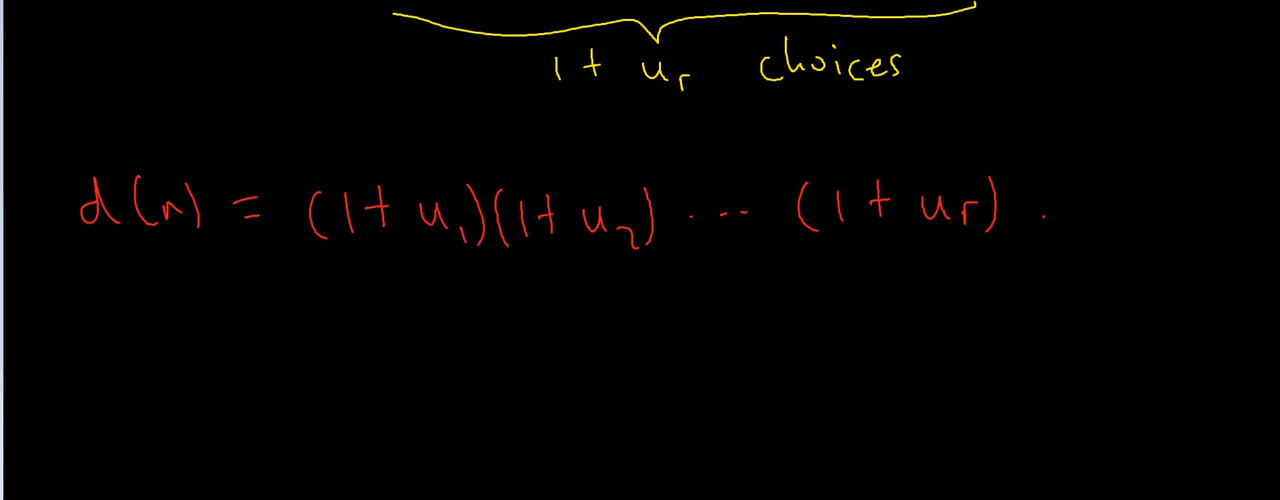 1 + u_r choices
d(n) = (1 + u_1)(1 + u_2) ... (1 + u_r).